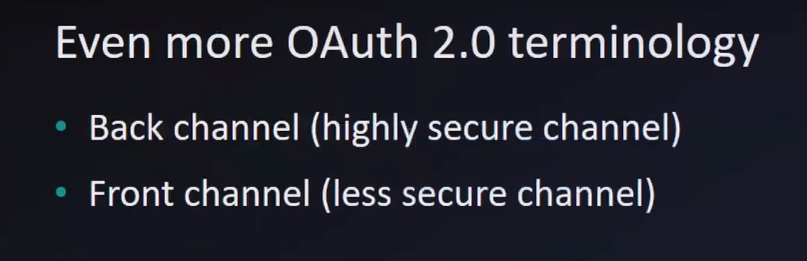 Even more OAuth 2.0 terminology
• Back channel (highly secure channel)
• Front channel (less secure channel)